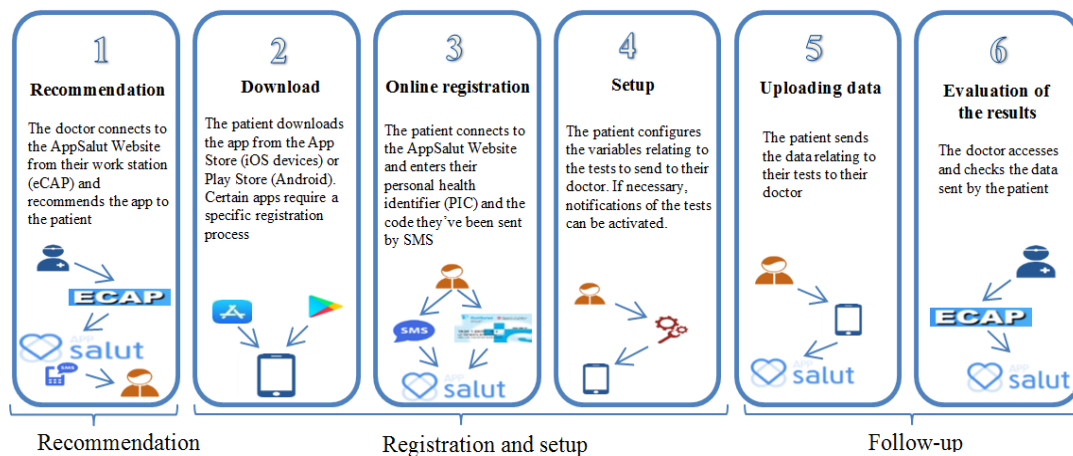 1
Recommendation
The doctor connects to
the AppSalut Website
from their work station
(eCAP) and
recommends the app to
the patient
ECAP
APP
salut
SMS
2
Download
The patient downloads
the app from the App
Store (iOS devices) or
Play Store (Android).
Certain apps require a
specific registration
process
3
Online registration
The patient connects to
the AppSalut Website
and enters their
personal health
identifier (PIC) and the
code they've been sent
by SMS
SMS
APP
salut
4
Setup
The patient configures
the variables relating to
the tests to send to their
doctor. If necessary,
notifications of the tests
can be activated.
5
Uploading data
The patient sends
the data relating to
their tests to their
doctor
APP
salut
6
Evaluation of
the results
The doctor accesses
and checks the data
sent by the patient
ECAP
APP
salut
Recommendation
Registration and setup
Follow-up